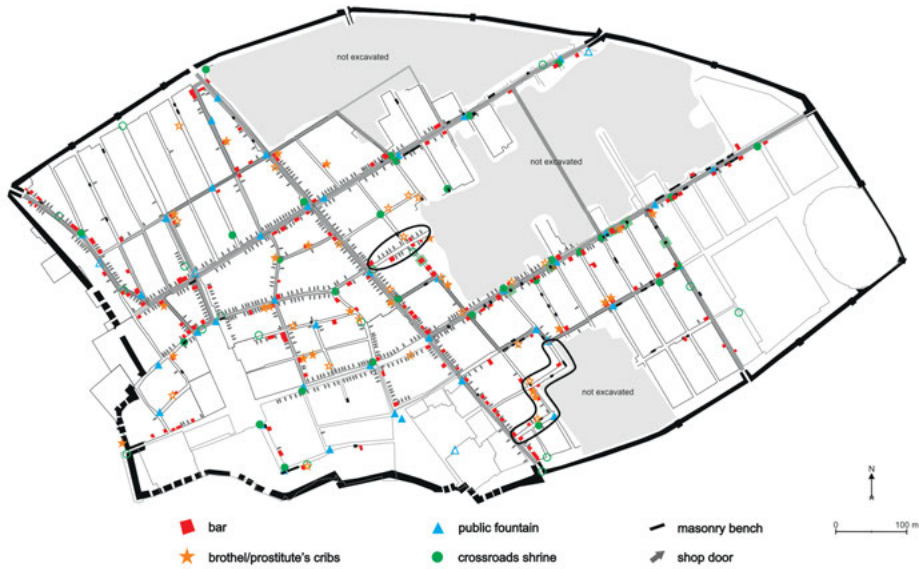 not excavated
not excavated
not excavated
N
0 100 m
bar
public fountain
masonry bench
brothel/prostitute's cribs
crossroads shrine
shop door